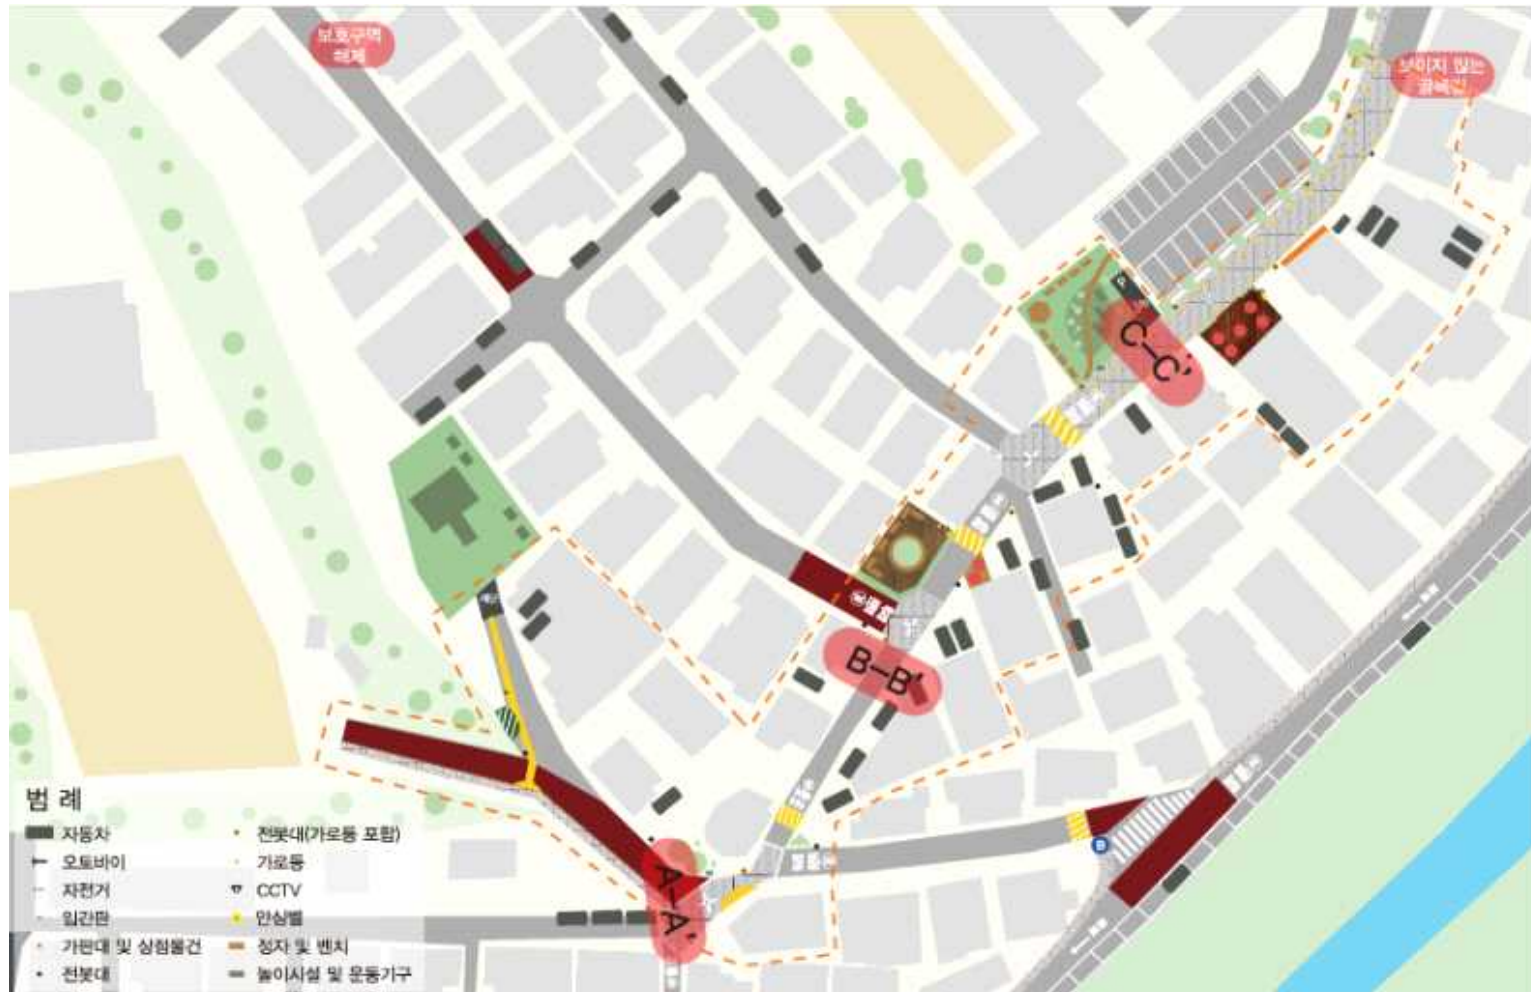 보호구역
해제
보이지 않는
C-C'
B-B'
A-A'
B
범 례
자동차
오토바이
자전거
입간판
가판대 및 상점물건
전봇대
전봇대(가로등 포함)
가로등
CCTV
안심벨
정자 및 벤치
놀이시설 및 운동기구